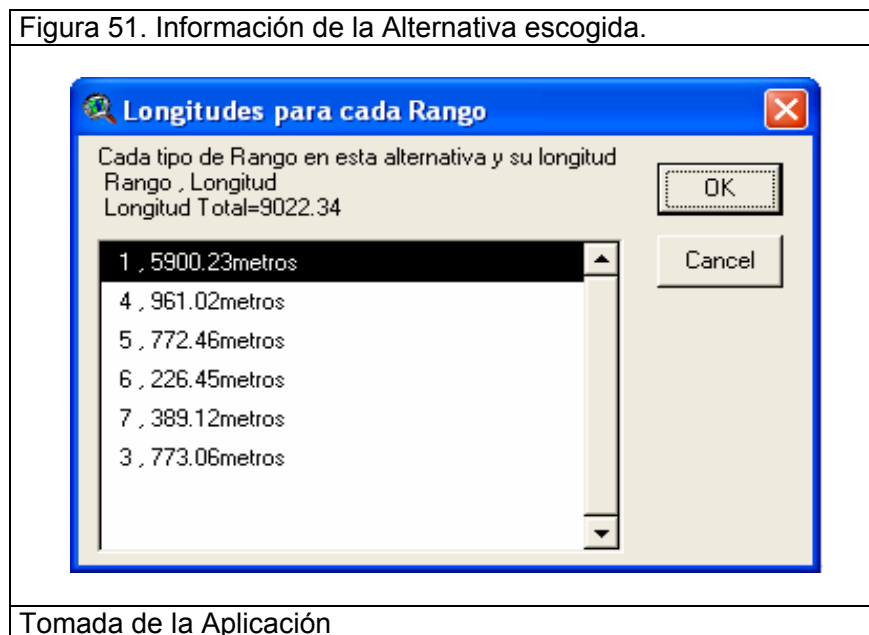 Figura 51. Información de la Alternativa escogida.
Longitudes para cada Rango
Cada tipo de Rango en esta alternativa y su longitud
Rango , Longitud
Longitud Total=9022.34
OK
Cancel
1 , 5900.23metros
4 , 961.02metros
5 , 772.46metros
6 , 226.45metros
7 , 389.12metros
3 , 773.06metros
Tomada de la Aplicación